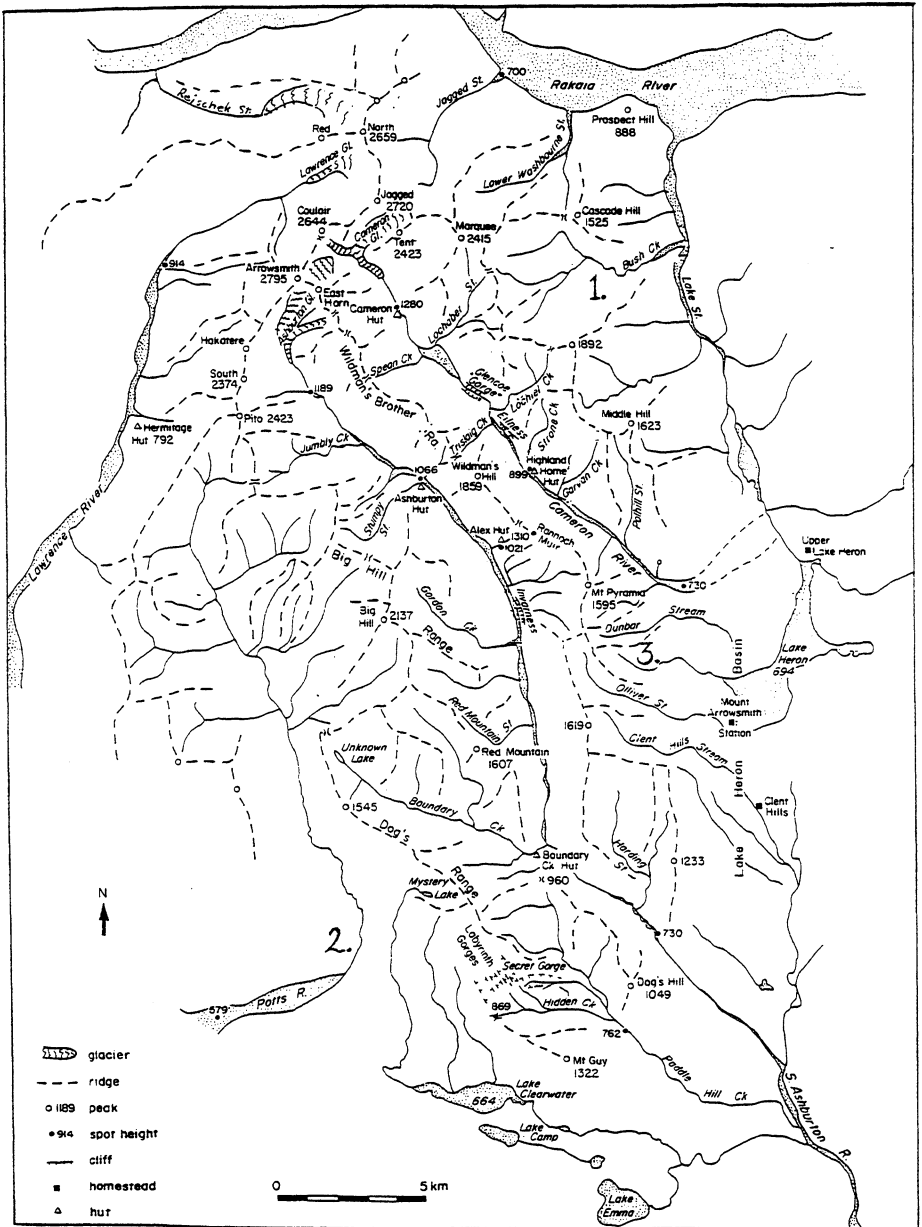 700
Rakaia River
Reischek St.
Jagged St.
Prospect Hill
888
Red
North
2659
Lower Washbourne St.
Lawrence Gl.
Jagged
2720
Coulair
2644
Cameron
Gl.
Tent
2423
Marquee
2415
Cascade Hill
1525
Bush Ck
914
Arrowsmith
2795
East
Horn
Cameron
Hut
1280
1.
Lake St.
Ashburton Gl.
Lochaber St.
Hakatere
Wildman's Brother Ra
Spean Ck
1892
South
2374
1189
Glencoe
Gorge
Lochiel Ck
Pito 2423
Hermitage
Hut 792
Eilness
Strone Ck
Middle Hill
1623
Jumbly Ck
Trisbig Ck
1066
Ashburton
Hut
Wildman's
Hill
1859
Highland
Home
Hut
899
Garvan Ck
Stumpy
St.
Polhill St.
Lawrence River
Cameron River
Alex Hut
1310
1021
Rannoch
Muir
Upper
Lake Heron
Big Hill Range
730
Mt Pyramid
1595
Big
Hill
2137
Gordon Ck
Inverness
Dunbar Stream
3.
Lake
Heron
694
Olliver St.
Mount
Arrowsmith
Station
Red Mountain St.
1619
Clent Hills Stream
Unknown
Lake
Red Mountain
1607
Lake Heron Basin
1545
Boundary Ck
Clent
Hills
Dog's Range
Harding St.
1233
Boundary
Ck Hut
960
Mystery
Lake
N
2.
730
Labyrinth
Gorges
Secret Gorge
Dog's Hill
1049
Potts R.
579
869
Hidden Ck
762
Mt Guy
1322
Paddle Hill Ck
S. Ashburton R.
664
Lake
Clearwater
Lake
Camp
Lake
Emma
glacier
ridge
1189 peak
914 spot height
cliff
homestead
hut
0 5 km